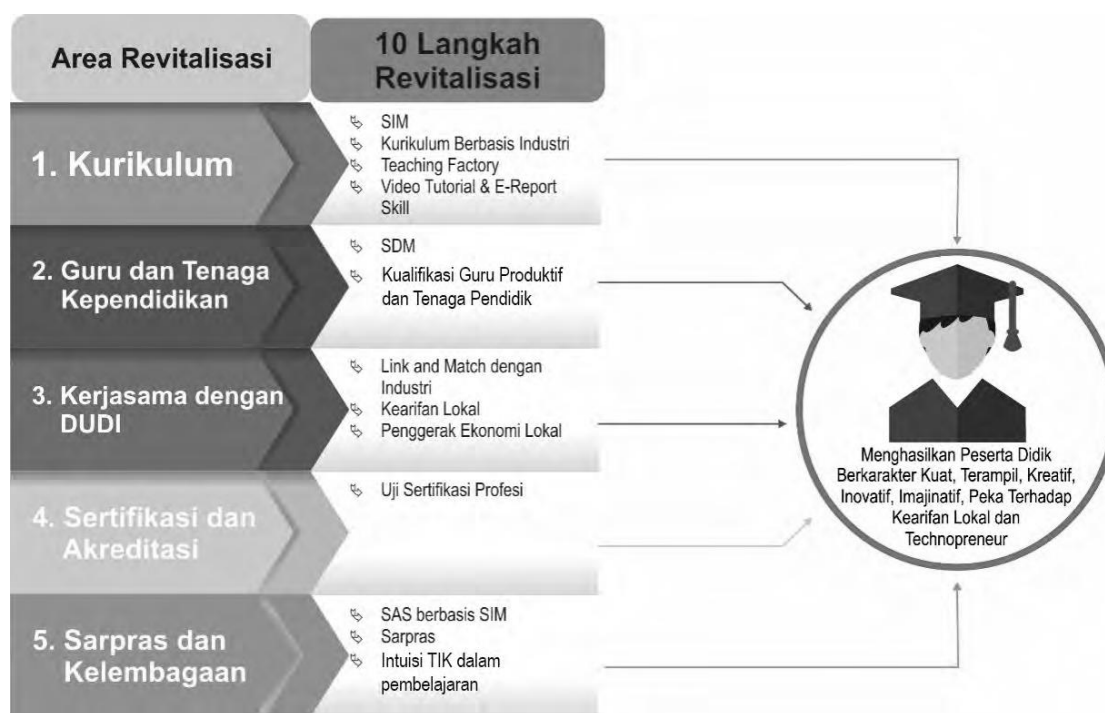 Area Revitalisasi
10 Langkah
Revitalisasi
1. Kurikulum
SIM
Kurikulum Berbasis Industri
Teaching Factory
Video Tutorial & E-Report
Skill
2. Guru dan Tenaga
Kependidikan
SDM
Kualifikasi Guru Produktif
dan Tenaga Pendidik
3. Kerjasama dengan
DUDI
Link and Match dengan
Industri
Kearifan Lokal
Penggerak Ekonomi Lokal
4. Sertifikasi dan
Akreditasi
Uji Sertifikasi Profesi
5. Sarpras dan
Kelembagaan
SAS berbasis SIM
Sarpras
Intuisi TIK dalam
pembelajaran
Menghasilkan Peserta Didik
Berkarakter Kuat, Terampil, Kreatif,
Inovatif, Imajinatif, Peka Terhadap
Kearifan Lokal dan
Technopreneur